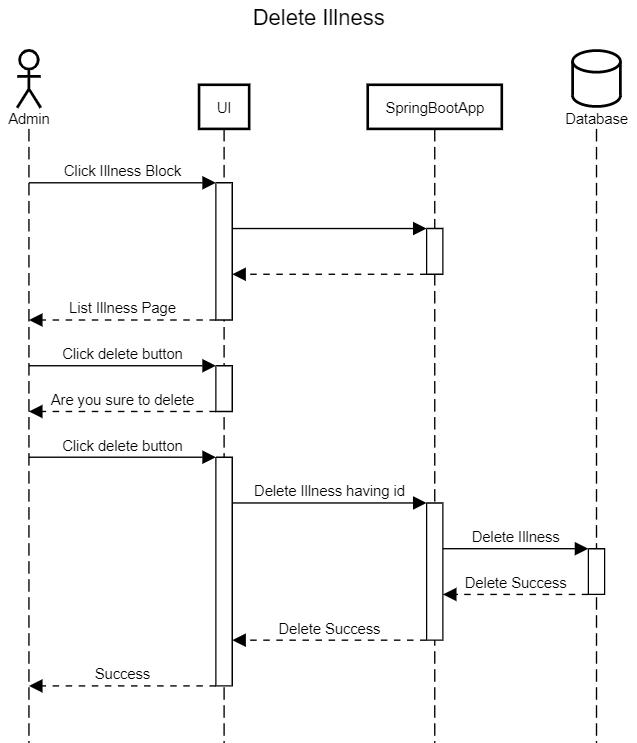 Delete Illness
UI
SpringBootApp
Admin
Database
Click Illness Block
List Illness Page
Click delete button
Are you sure to delete
Click delete button
Delete Illness having id
Delete Illness
Delete Success
Delete Success
Success